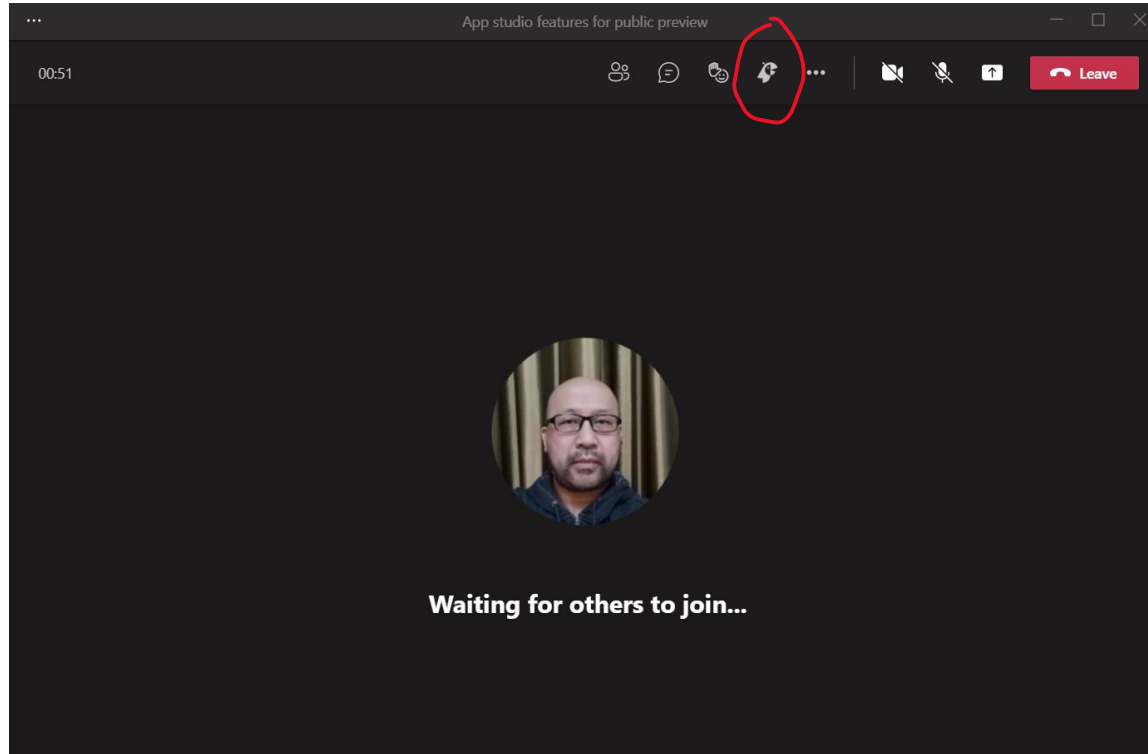 App studio features for public preview
00:51
Leave
Waiting for others to join...